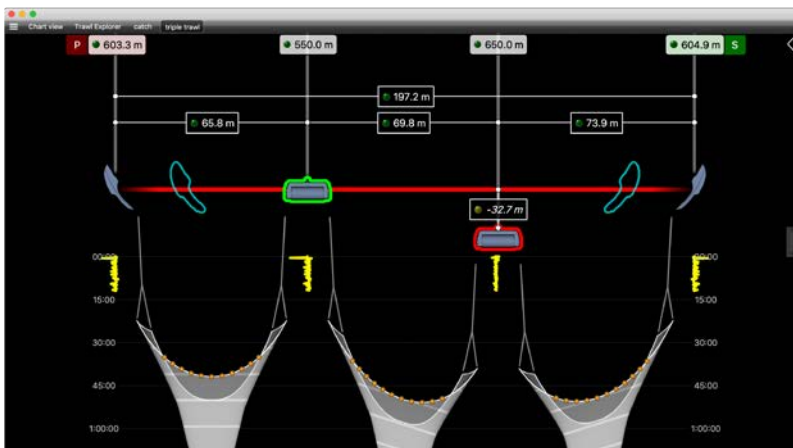 Chart view Trawl Explorer catch triple trawl
P 603.3 m 550.0 m 650.0 m 604.9 m S
197.2 m
65.8 m 69.8 m 73.9 m
-32.7 m
00:00 00:00
15:00 15:00
30:00 30:00
45:00 45:00
1:00:00 1:00:00